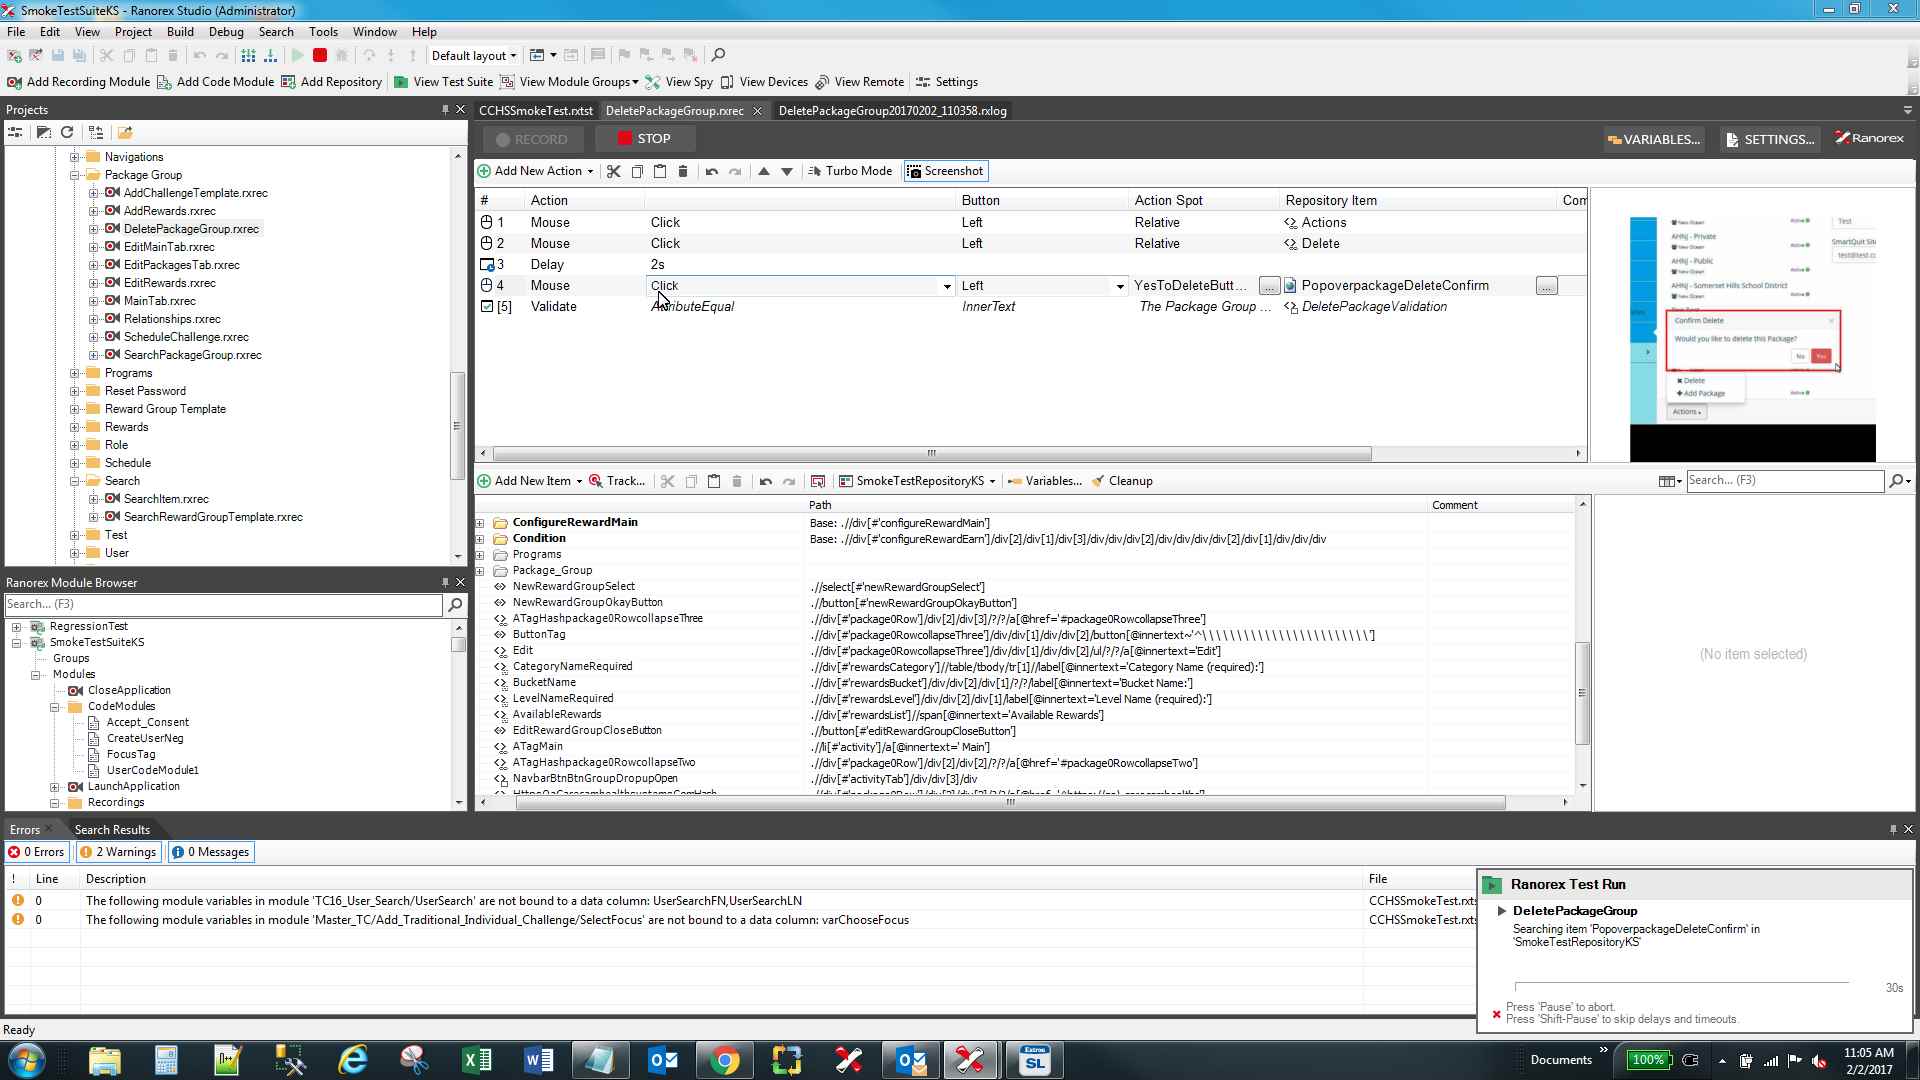 SmokeTestSuiteKS - Ranorex Studio (Administrator)
File Edit View Project Build Debug Search Tools Window Help
Default layout
Add Recording Module Add Code Module Add Repository View Test Suite View Module Groups View Spy View Devices View Remote Settings
Projects
CCHSSmokeTest.rxtst DeletePackageGroup.rxrec DeletePackageGroup20170202_110358.rxlog
RECORD STOP VARIABLES... SETTINGS... Ranorex
Add New Action Turbo Mode Screenshot
# Action Button Action Spot Repository Item Com
1 Mouse Click Left Relative Actions
2 Mouse Click Left Relative Delete
3 Delay 2s
4 Mouse Click Left YesToDeleteButt... ... PopoverpackageDeleteConfirm ...
[5] Validate AttributeEqual InnerText The Package Group ... DeletePackageValidation
Navigations
Package Group
AddChallengeTemplate.rxrec
AddRewards.rxrec
DeletePackageGroup.rxrec
EditMainTab.rxrec
EditPackagesTab.rxrec
EditRewards.rxrec
MainTab.rxrec
Relationships.rxrec
ScheduleChallenge.rxrec
SearchPackageGroup.rxrec
Programs
Reset Password
Reward Group Template
Rewards
Role
Schedule
Search
SearchItem.rxrec
SearchRewardGroupTemplate.rxrec
Test
User
Test
AHNJ - Private
SmartQuit Sit
AHNJ - Public
test@test.c
AHNJ - Somerset Hills School District
Confirm Delete
Would you like to delete this Package?
No Yes
Delete
Add Package
Actions
Active
Add New Item Track... SmokeTestRepositoryKS Variables... Cleanup Search... (F3)
Path Comment
ConfigureRewardMain Base: .//div[#'configureRewardMain']
Condition Base: .//div[#'configureRewardEarn']/div[2]/div[1]/div[3]/div/div/div[2]/div/div/div/div[2]/div[1]/div/div/div
Programs
Package_Group
NewRewardGroupSelect .//select[#'newRewardGroupSelect']
NewRewardGroupOkayButton .//button[#'newRewardGroupOkayButton']
ATagHashpackage0RowcollapseThree .//div[#'package0Row']/div/div[3]/?/?/a[@href='#package0RowcollapseThree']
ButtonTag .//div[#'package0RowcollapseThree']/div/div[1]/div/div[2]/button[@innertext~'^\ \ \ \ \ \ \ \ \ \ \ \ \ \ \ \ \ \ \ \ \ \ \ \ ']
Edit .//div[#'package0RowcollapseThree']/div/div[1]/div/div[2]/ul/?/?/a[@innertext='Edit']
CategoryNameRequired .//div[#'rewardsCategory']//table/tbody/tr[1]//label[@innertext='Category Name (required):']
BucketName .//div[#'rewardsBucket']/div/div[2]/div[1]/?/?/label[@innertext='Bucket Name:']
LevelNameRequired .//div[#'rewardsLevel']/div/div[2]/div[1]/label[@innertext='Level Name (required):']
AvailableRewards .//div[#'rewardsList']//span[@innertext='Available Rewards']
EditRewardGroupCloseButton .//button[#'editRewardGroupCloseButton']
ATagMain .//li[#'activity']/a[@innertext=' Main']
ATagHashpackage0RowcollapseTwo .//div[#'package0Row']/div/div[2]/?/?/a[@href='#package0RowcollapseTwo']
NavbarBtnBtnGroupDropupOpen .//div[#'activityTab']/div/div[3]/div
(No item selected)
Ranorex Module Browser
Search... (F3)
RegressionTest
SmokeTestSuiteKS
Groups
Modules
CloseApplication
CodeModules
Accept_Consent
CreateUserNeg
FocusTag
UserCodeModule1
LaunchApplication
Recordings
Errors Search Results
0 Errors 2 Warnings 0 Messages
! Line Description File
0 The following module variables in module 'TC16_User_Search/UserSearch' are not bound to a data column: UserSearchFN,UserSearchLN CCHSSmokeTest.rxts
0 The following module variables in module 'Master_TC/Add_Traditional_Individual_Challenge/SelectFocus' are not bound to a data column: varChooseFocus CCHSSmokeTest.rxts
Ranorex Test Run
DeletePackageGroup
Searching item 'PopoverpackageDeleteConfirm' in
'SmokeTestRepositoryKS'
30s
Press 'Pause' to abort.
Press 'Shift-Pause' to skip delays and timeouts.
Ready
Extron
SL
Documents
100%
11:05 AM
2/2/2017